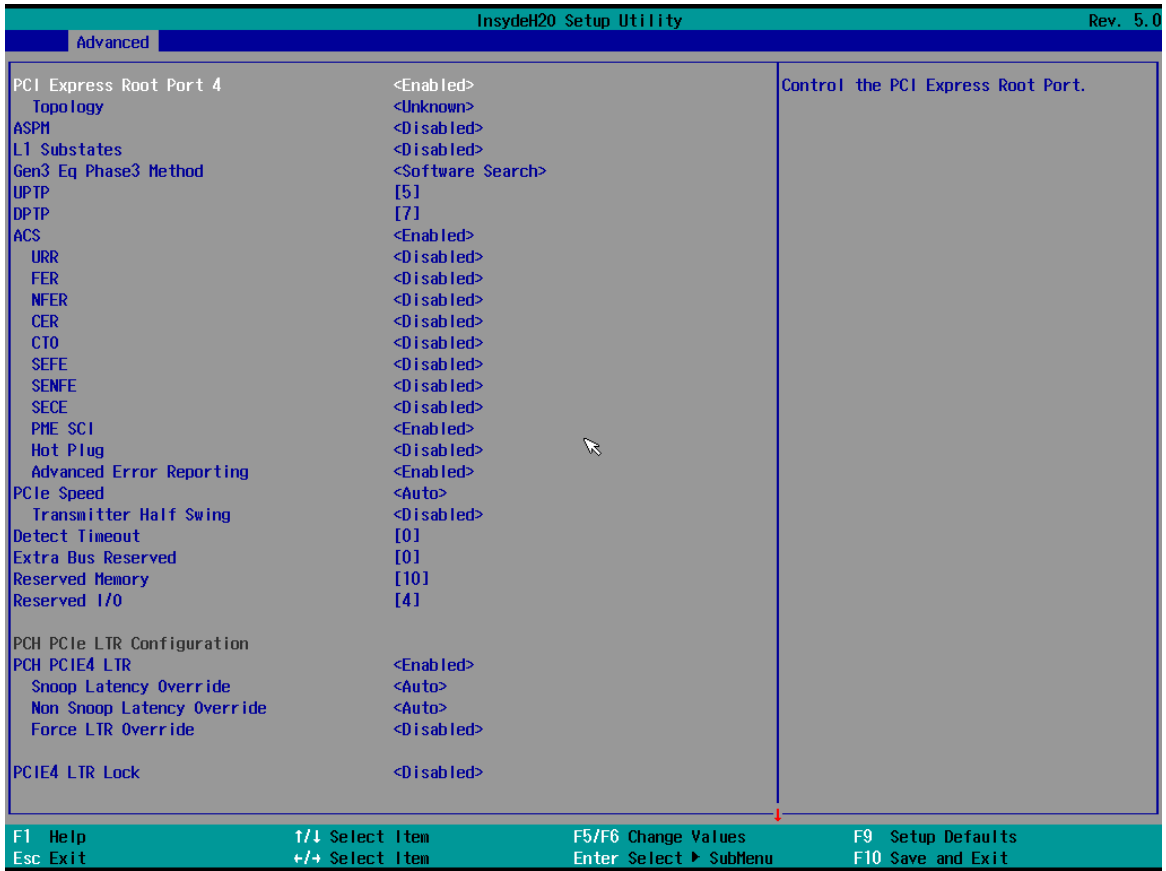 InsydeH20 Setup Utility Rev. 5.0
Advanced
PCI Express Root Port 4 <Enabled> Control the PCI Express Root Port.
Topology <Unknown>
ASPM <Disabled>
L1 Substates <Disabled>
Gen3 Eq Phase3 Method <Software Search>
UPTP [5]
DPTP [7]
ACS <Enabled>
URR <Disabled>
FER <Disabled>
NFER <Disabled>
CER <Disabled>
CTO <Disabled>
SEFE <Disabled>
SENFE <Disabled>
SECE <Disabled>
PME SCI <Enabled>
Hot Plug <Disabled>
Advanced Error Reporting <Enabled>
PCIe Speed <Auto>
Transmitter Half Swing <Disabled>
Detect Timeout [0]
Extra Bus Reserved [0]
Reserved Memory [10]
Reserved I/O [4]
PCH PCIe LTR Configuration
PCH PCIE4 LTR <Enabled>
Snoop Latency Override <Auto>
Non Snoop Latency Override <Auto>
Force LTR Override <Disabled>
PCIE4 LTR Lock <Disabled>
F1 Help ↑/↓ Select Item F5/F6 Change Values F9 Setup Defaults
Esc Exit ←/→ Select Item Enter Select ▶ SubMenu F10 Save and Exit